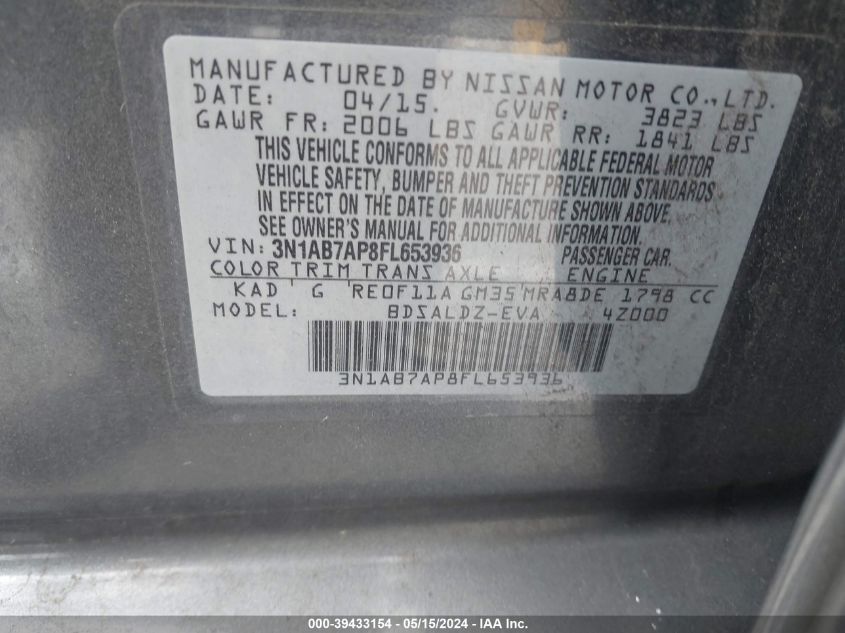 MANUFACTURED BY NISSAN MOTOR CO., LTD.
DATE: 04/15. GVWR: 3823 LBS
GAWR FR: 2006 LBS GAWR RR: 1841 LBS
THIS VEHICLE CONFORMS TO ALL APPLICABLE FEDERAL MOTOR
VEHICLE SAFETY, BUMPER AND THEFT PREVENTION STANDARDS
IN EFFECT ON THE DATE OF MANUFACTURE SHOWN ABOVE.
SEE OWNER'S MANUAL FOR ADDITIONAL INFORMATION.
VIN: 3N1AB7AP8FL653936 PASSENGER CAR.
COLOR TRIM TRANS AXLE ENGINE
KAD G RE0F11A GM35 MRA8DE 1798 CC
MODEL: BDSALDZ-EVA 4Z000
3N1AB7AP8FL653936
000-39433154 - 05/15/2024 - IAAI, Inc.